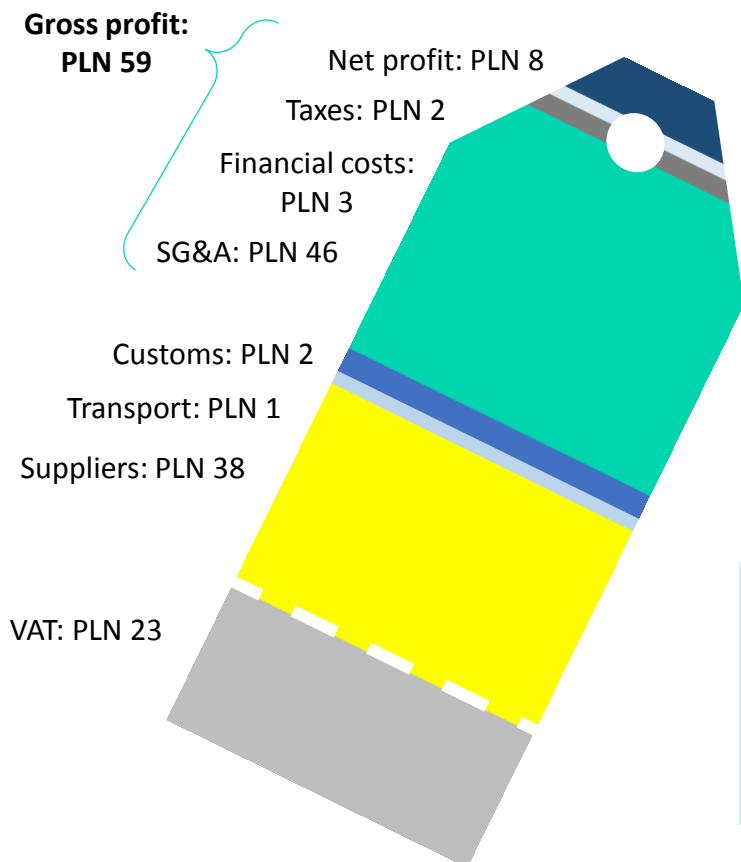 Gross profit:
PLN 59
Net profit: PLN 8
Taxes: PLN 2
Financial costs:
PLN 3
SG&A: PLN 46
Customs: PLN 2
Transport: PLN 1
Suppliers: PLN 38
VAT: PLN 23